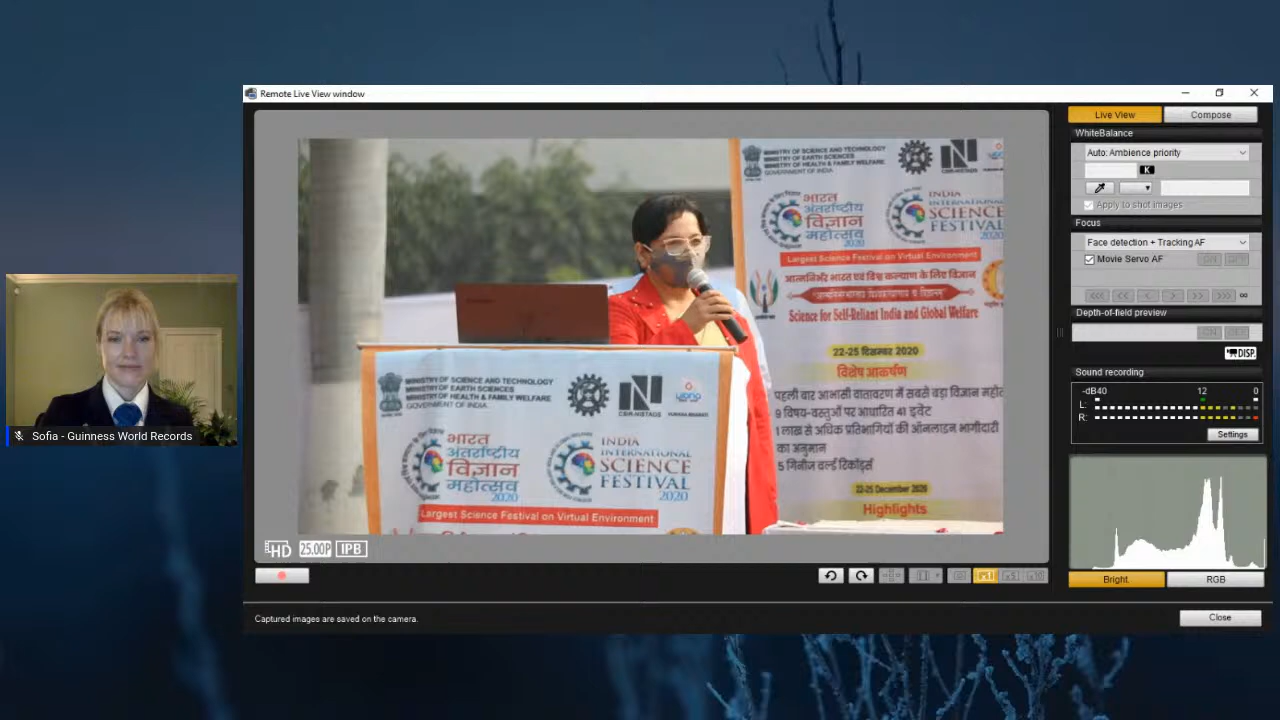 Remote Live View window
Live View
Compose
WhiteBalance
Auto: Ambience priority
K
Apply to shot images
Focus
Face detection + Tracking AF
Movie Servo AF
ON
OFF
Depth-of-field preview
ON
OFF
DISP.
Sound recording
-dB40 12 0
L:
R:
Settings
Bright.
RGB
HD 25.00P IPB
Captured images are saved on the camera.
Close
Sofia - Guinness World Records
MINISTRY OF SCIENCE AND TECHNOLOGY
MINISTRY OF EARTH SCIENCES
MINISTRY OF HEALTH & FAMILY WELFARE
GOVERNMENT OF INDIA
भारत
अंतर्राष्ट्रीय
विज्ञान
महोत्सव
2020
INDIA
INTERNATIONAL
SCIENCE
FESTIVAL
2020
Largest Science Festival on Virtual Environment
आत्मनिर्भर भारत एवं विश्व कल्याण के लिए विज्ञान
Science for Self-Reliant India and Global Welfare
22-25 दिसम्बर 2020
विशेष आकर्षण
पहली बार आभासी वातावरण में सबसे बड़ा विज्ञान
9 विषय-वस्तुओं पर आधारित 41 इवेंट
1 लाख से अधिक प्रतिभागियों की ऑनलाइन भागीदारी
का अनुमान
5 गिनीज वर्ल्ड रिकॉर्ड्स
22-25 December 2020
Highlights
MINISTRY OF SCIENCE AND TECHNOLOGY
MINISTRY OF EARTH SCIENCES
MINISTRY OF HEALTH & FAMILY WELFARE
GOVERNMENT OF INDIA
CSIR-NISTADS
भारत
अंतर्राष्ट्रीय
विज्ञान
महोत्सव
2020
INDIA
INTERNATIONAL
SCIENCE
FESTIVAL
2020
Largest Science Festival on Virtual Environment